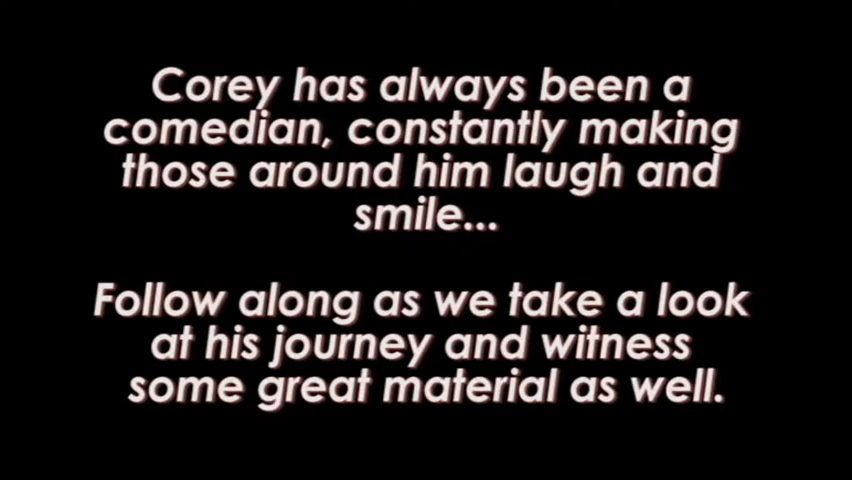 Corey has always been a
comedian, constantly making
those around him laugh and
smile...
Follow along as we take a look
at his journey and witness
some great material as well.